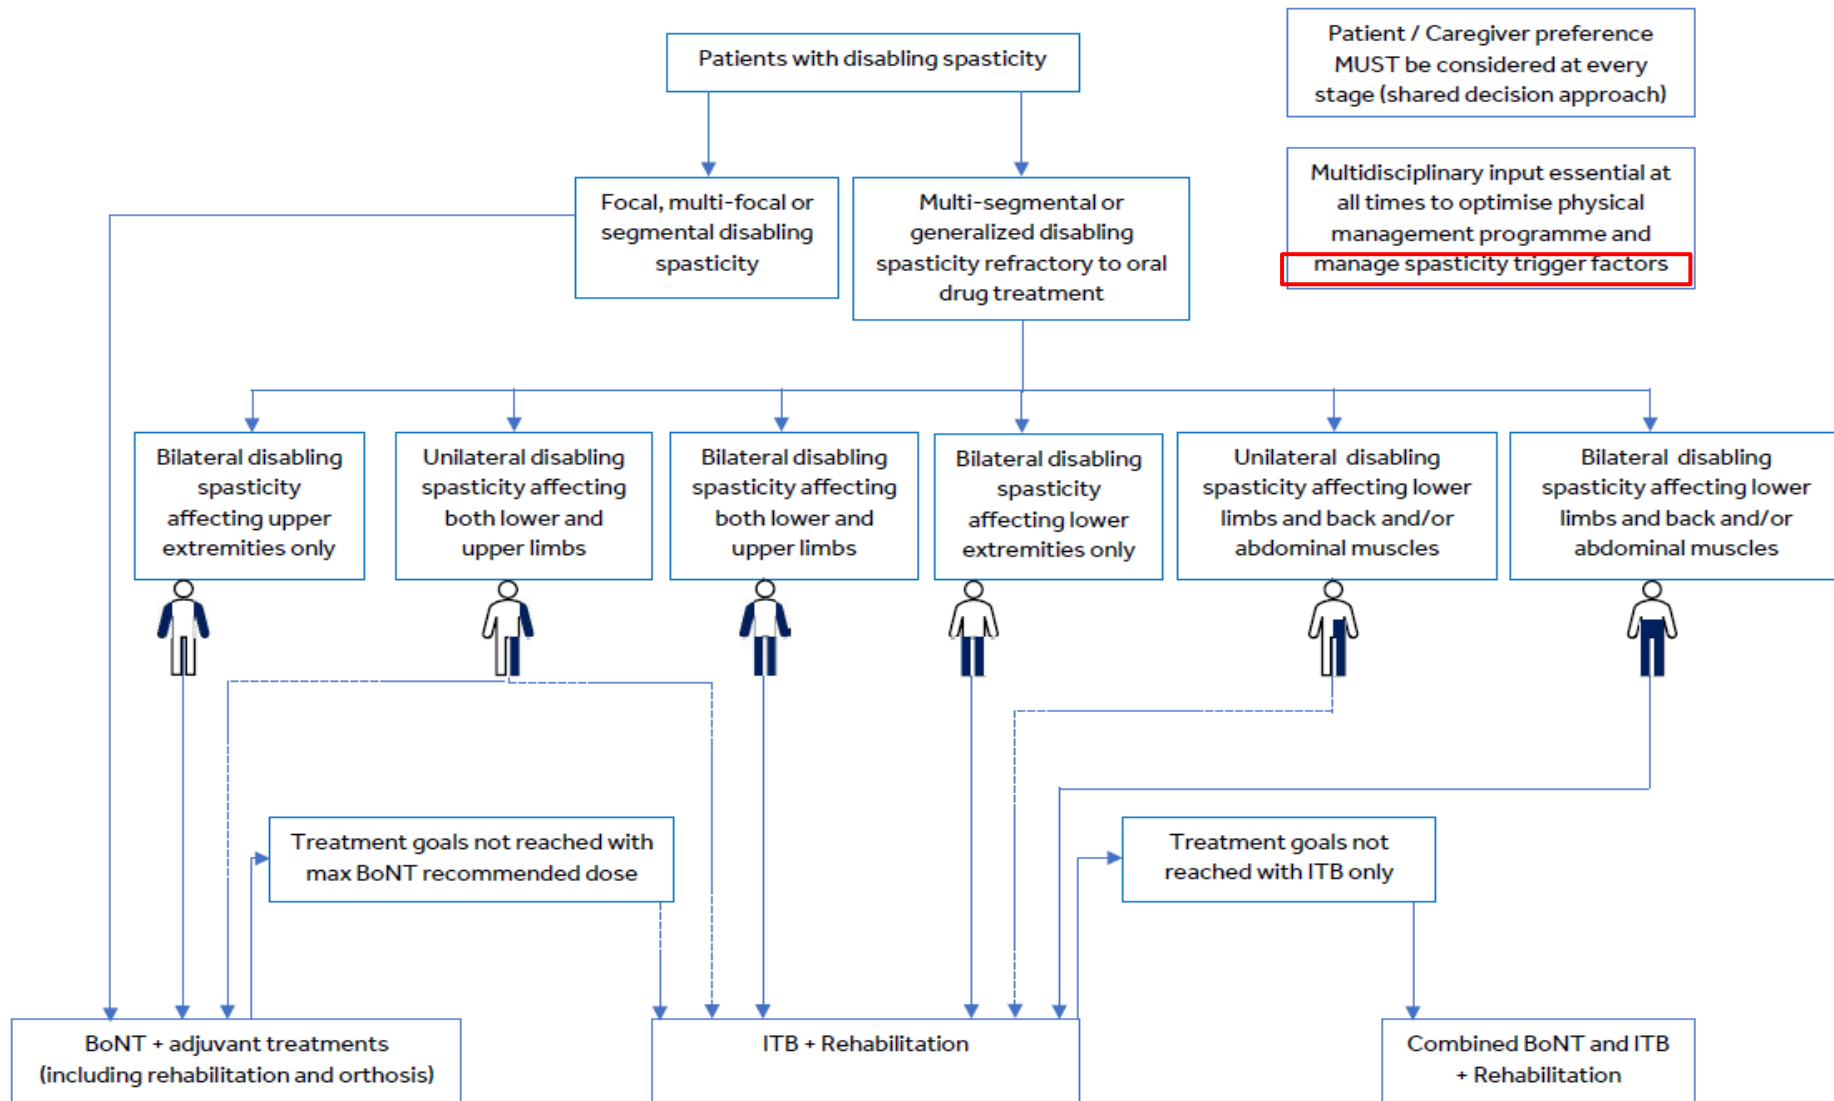 Patients with disabling spasticity
Patient / Caregiver preference
MUST be considered at every
stage (shared decision approach)
Multidisciplinary input essential at
all times to optimise physical
management programme and
manage spasticity trigger factors
Focal, multi-focal or
segmental disabling
spasticity
Multi-segmental or
generalized disabling
spasticity refractory to oral
drug treatment
Bilateral disabling
spasticity
affecting upper
extremities only
Unilateral disabling
spasticity affecting
both lower and
upper limbs
Bilateral disabling
spasticity affecting
both lower and
upper limbs
Bilateral disabling
spasticity
affecting lower
extremities only
Unilateral disabling
spasticity affecting lower
limbs and back and/or
abdominal muscles
Bilateral disabling
spasticity affecting lower
limbs and back and/or
abdominal muscles
Treatment goals not reached with
max BoNT recommended dose
Treatment goals not
reached with ITB only
BoNT + adjuvant treatments
(including rehabilitation and orthosis)
ITB + Rehabilitation
Combined BoNT and ITB
+ Rehabilitation